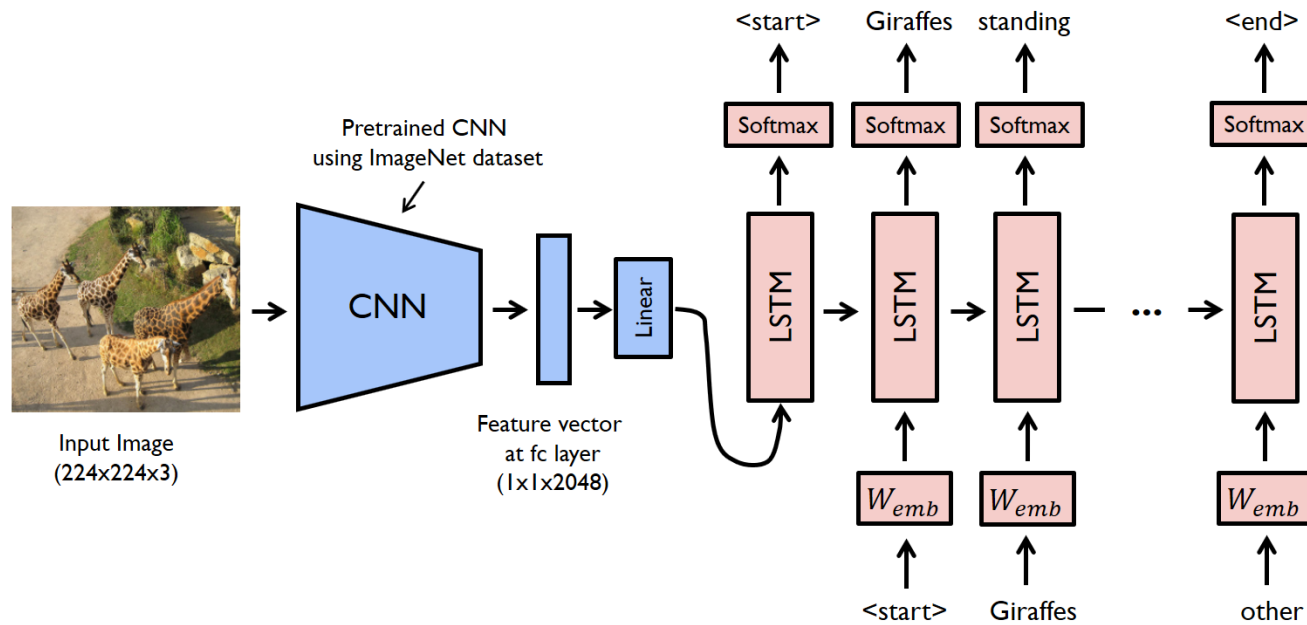 <start> Giraffes standing <end>
Softmax Softmax Softmax Softmax
Pretrained CNN
using ImageNet dataset
CNN
Linear
LSTM LSTM LSTM ... LSTM
Input Image
(224x224x3)
Feature vector
at fc layer
(1x1x2048)
W_emb W_emb W_emb
<start> Giraffes other